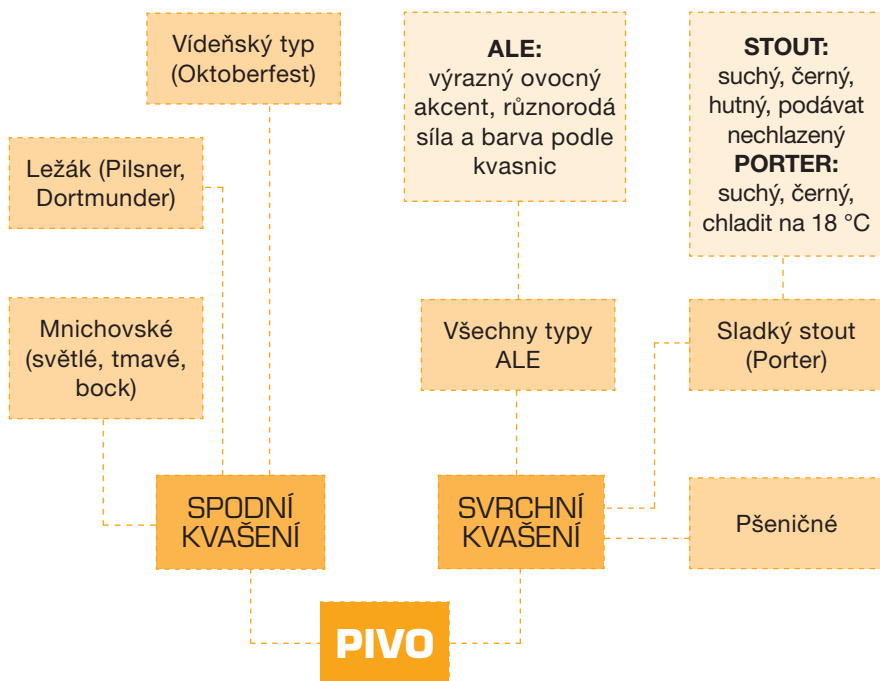 Vídeňský typ
(Oktoberfest)
ALE:
výrazný ovocný
akcent, různorodá
síla a barva podle
kvasnic
STOUT:
suchý, černý,
hutný, podávat
nechlazený
PORTER:
suchý, černý,
chladit na 18 °C
Ležák (Pilsner,
Dortmunder)
Mnichovské
(světlé, tmavé,
bock)
Všechny typy
ALE
Sladký stout
(Porter)
SPODNÍ
KVAŠENÍ
SVRCHNÍ
KVAŠENÍ
Pšeničné
PIVO